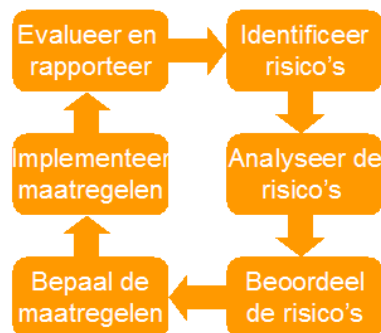 Evalueer en
rapporteer
Identificeer
risico's
Implementeer
maatregelen
Analyseer de
risico's
Bepaal de
maatregelen
Beoordeel
de risico's